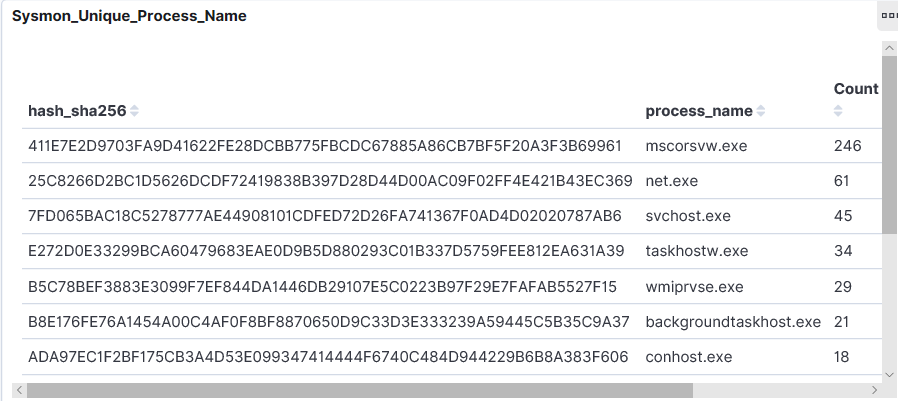 Sysmon_Unique_Process_Name
hash_sha256 process_name Count
411E7E2D9703FA9D41622FE28DCBB775FBCDC67885A86CB7BF5F20A3F3B69961 mscorsvw.exe 246
25C8266D2BC1D5626DCDF72419838B397D28D44D00AC09F02FF4E421B43EC369 net.exe 61
7FD065BAC18C5278777AE44908101CDFED72D26FA741367F0AD4D02020787AB6 svchost.exe 45
E272D0E33299BCA60479683EAE0D9B5D880293C01B337D5759FEE812EA631A39 taskhostw.exe 34
B5C78BEF3883E3099F7EF844DA1446DB29107E5C0223B97F29E7FAFAB5527F15 wmiprvse.exe 29
B8E176FE76A1454A00C4AF0F8BF8870650D9C33D3E333239A59445C5B35C9A37 backgroundtaskhost.exe 21
ADA97EC1F2BF175CB3A4D53E099347414444F6740C484D944229B6B8A383F606 conhost.exe 18